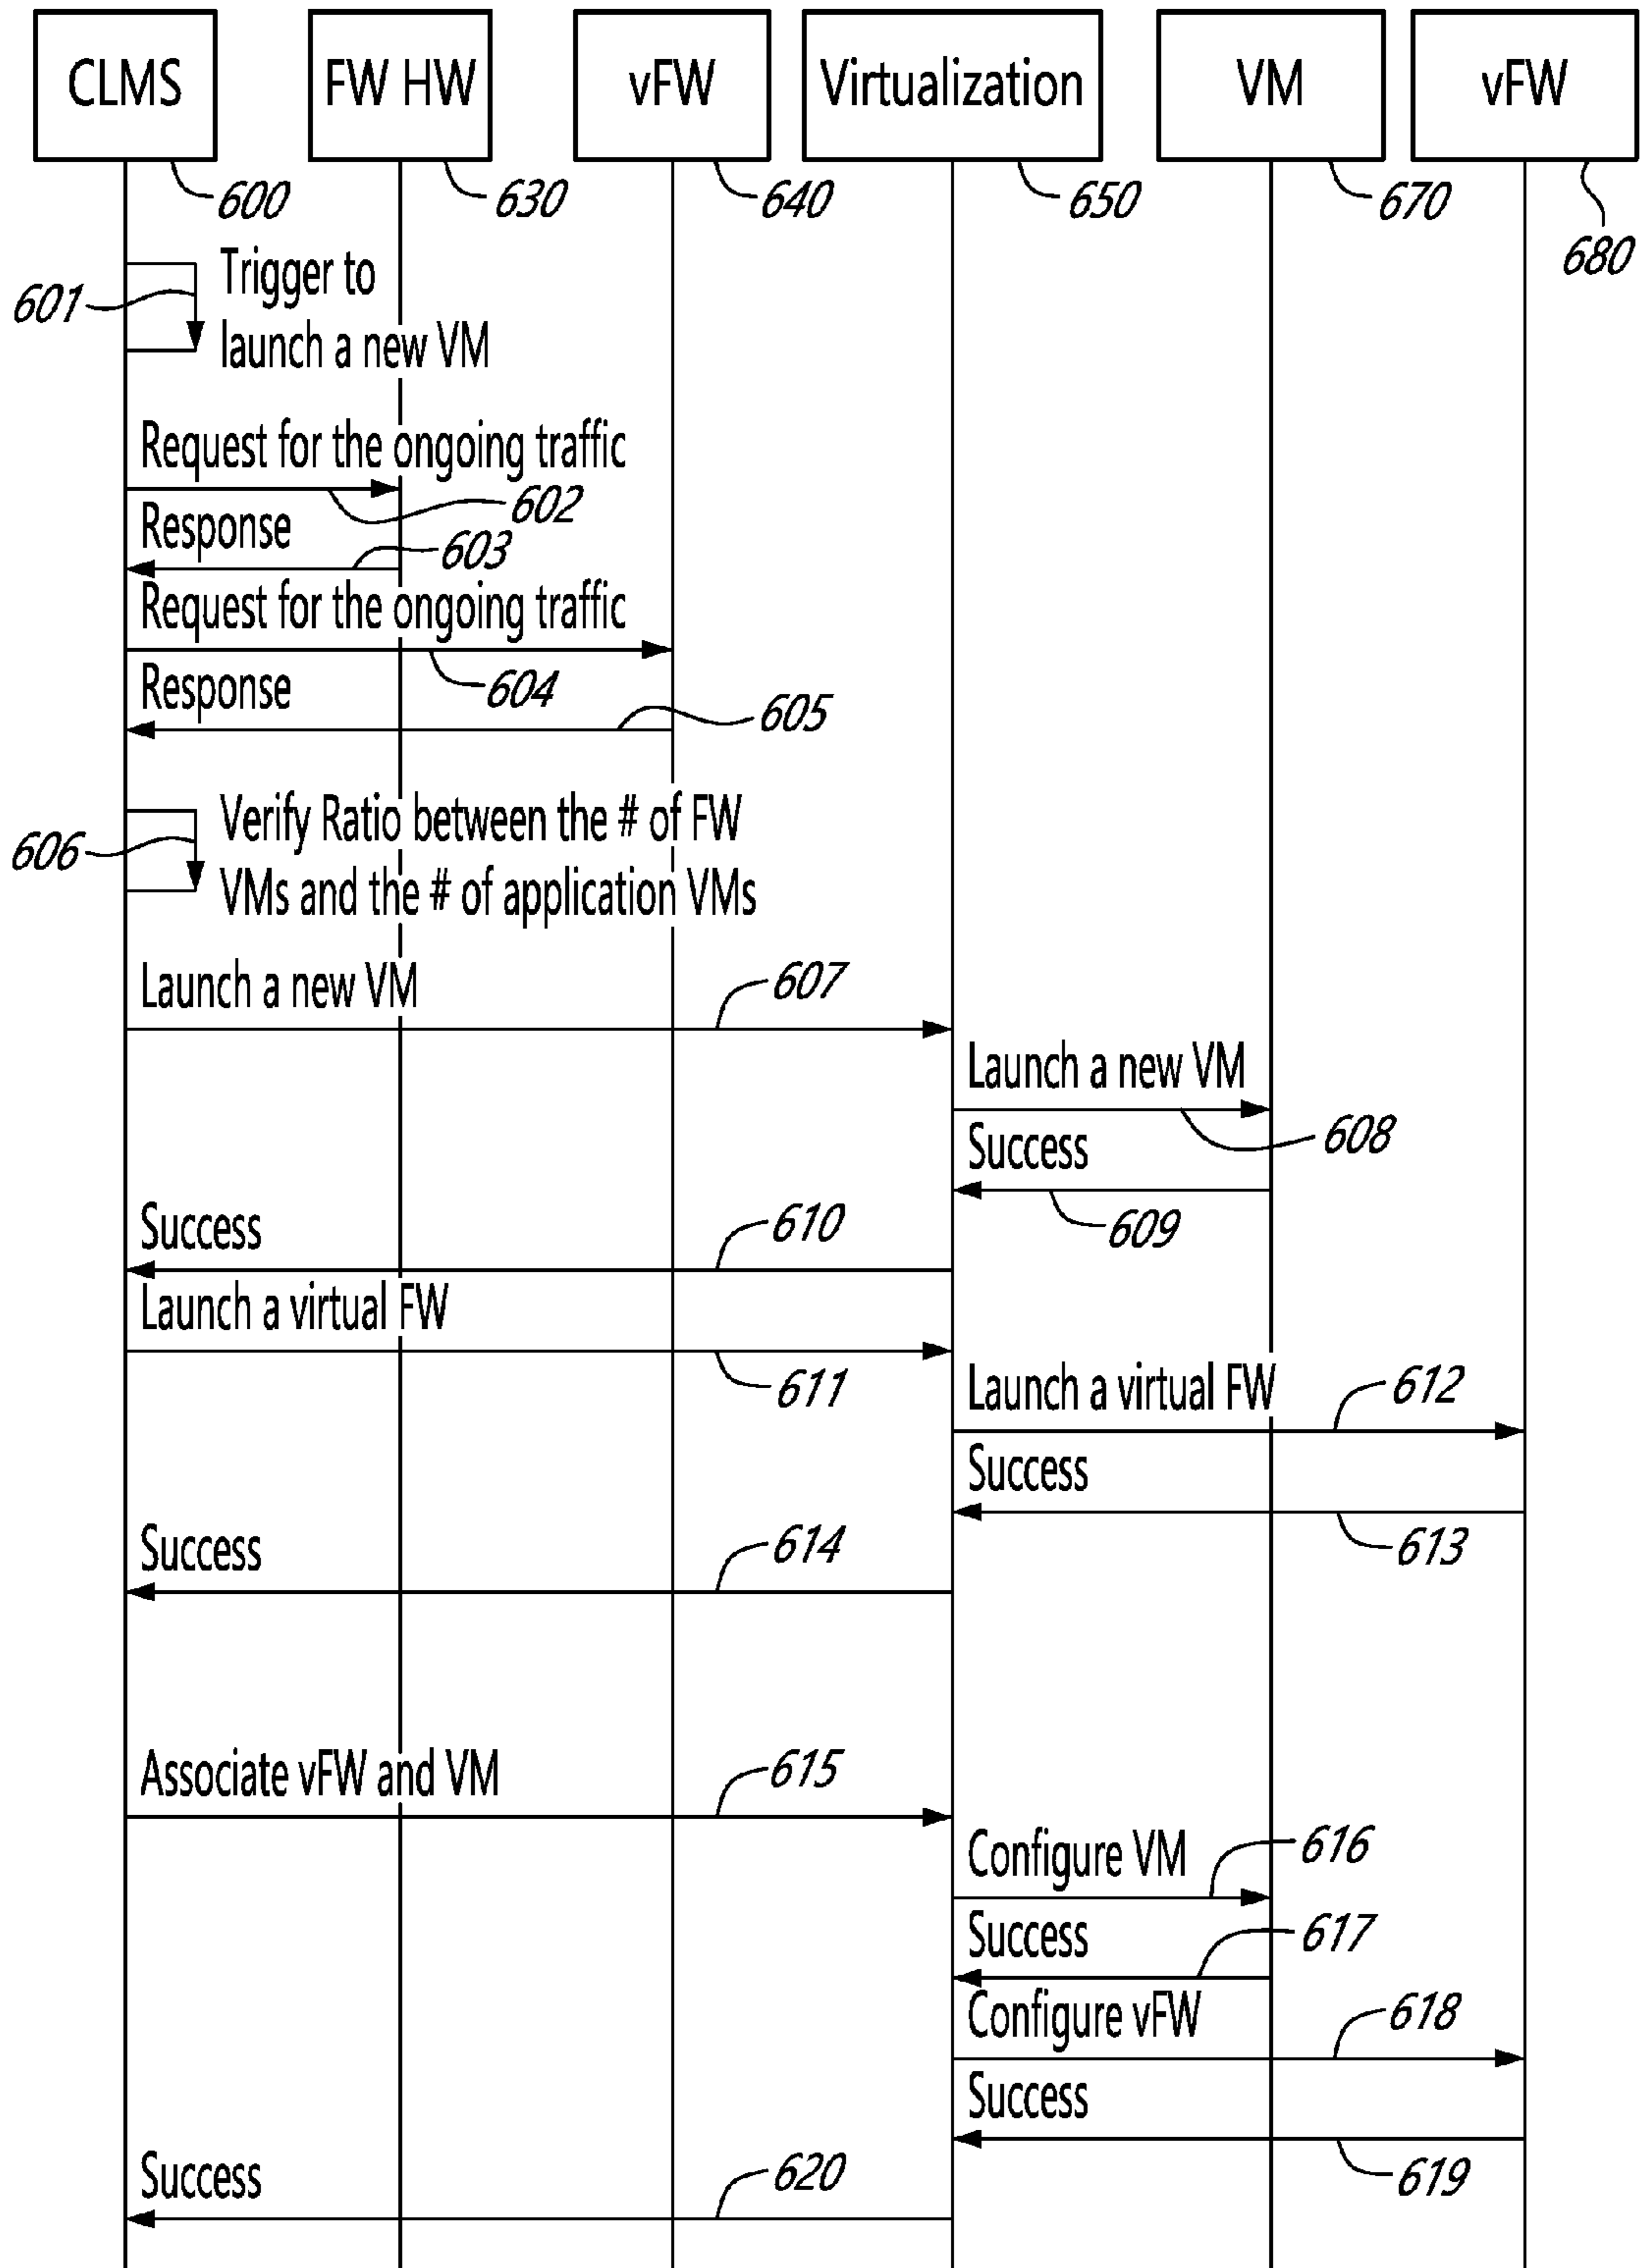 CLMS
FW HW
vFW
Virtualization
VM
vFW
600
630
640
650
670
680
601
Trigger to
launch a new VM
Request for the ongoing traffic
602
Response
603
Request for the ongoing traffic
604
Response
605
606
Verify Ratio between the # of FW
VMs and the # of application VMs
Launch a new VM
607
Launch a new VM
608
Success
609
Success
610
Launch a virtual FW
611
Launch a virtual FW
612
Success
613
Success
614
Associate vFW and VM
615
Configure VM
616
Success
617
Configure vFW
618
Success
619
Success
620